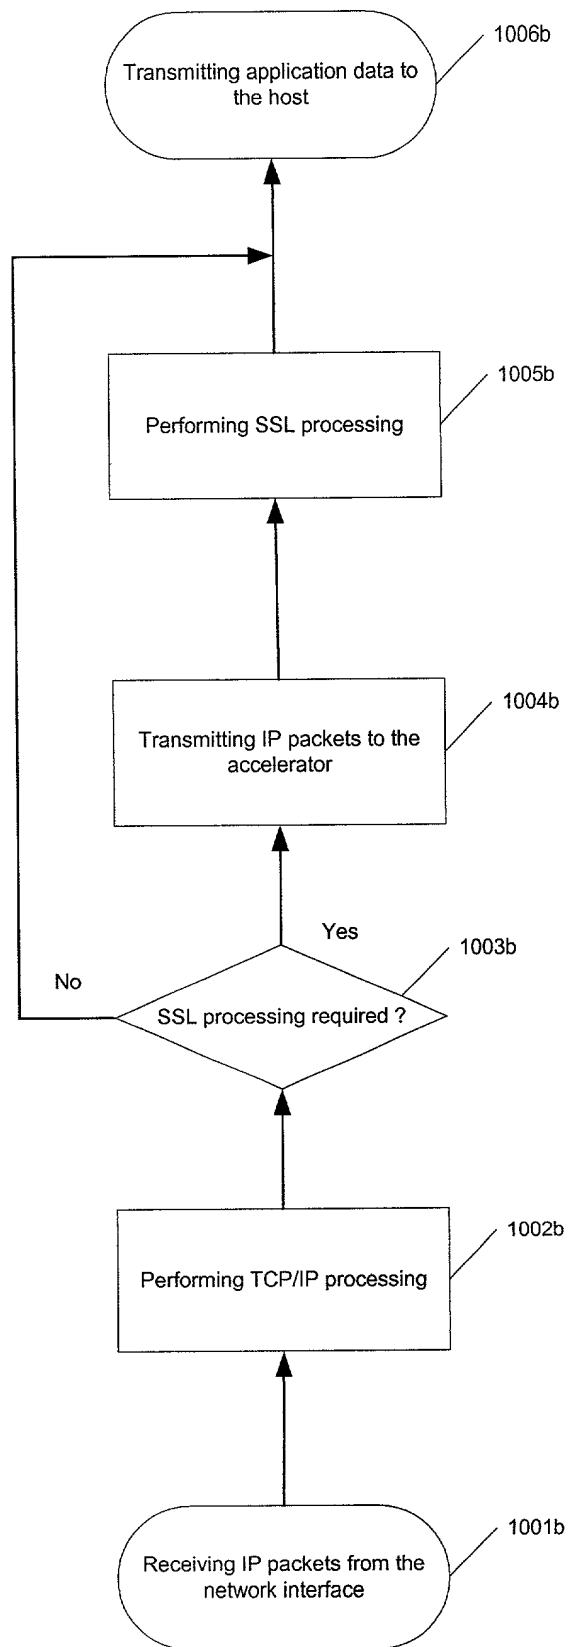 1006b
Transmitting application data to
the host
1005b
Performing SSL processing
1004b
Transmitting IP packets to the
accelerator
Yes
1003b
No
SSL processing required ?
1002b
Performing TCP/IP processing
1001b
Receiving IP packets from the
network interface